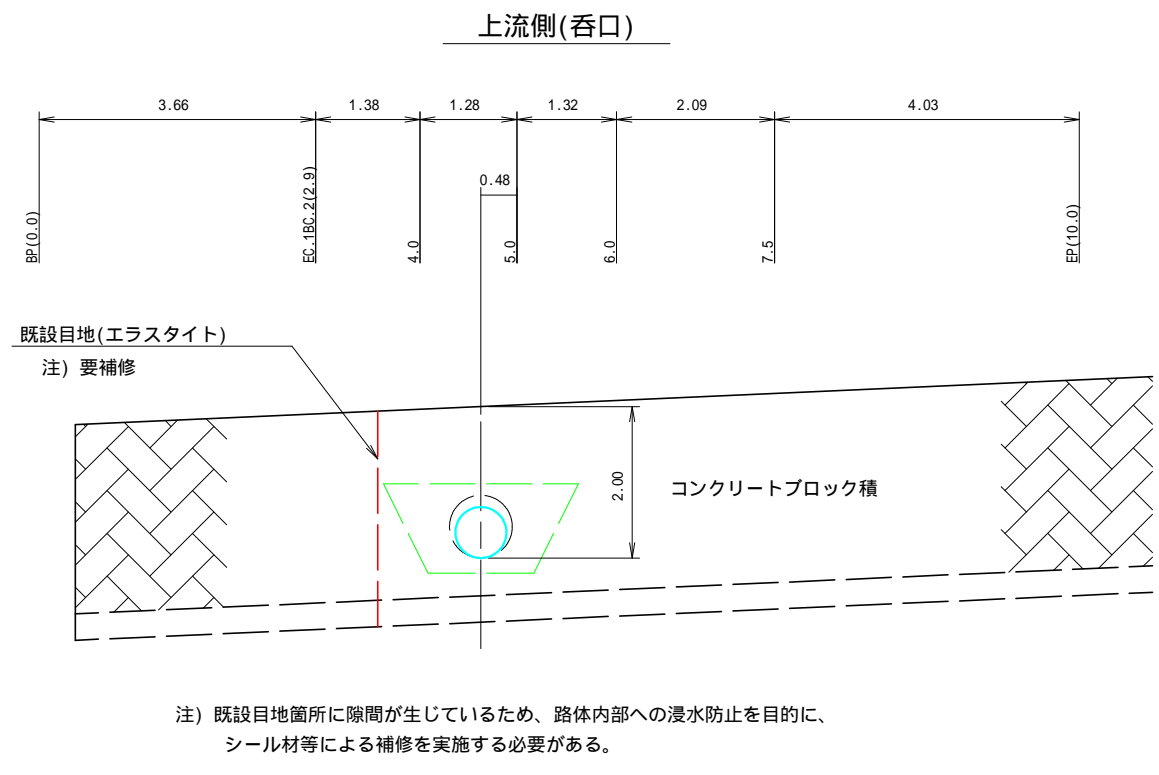 上流側(呑口)
3.66
1.38
1.28
1.32
2.09
4.03
0.48
BP(0.0)
EC.1BC.2(2.9)
4.0
5.0
6.0
7.5
EP(10.0)
既設目地(エラスタイト)
注) 要補修
2.00
コンクリートブロック積
注) 既設目地箇所に隙間が生じているため、路体内部への浸水防止を目的に、
シール材等による補修を実施する必要がある。